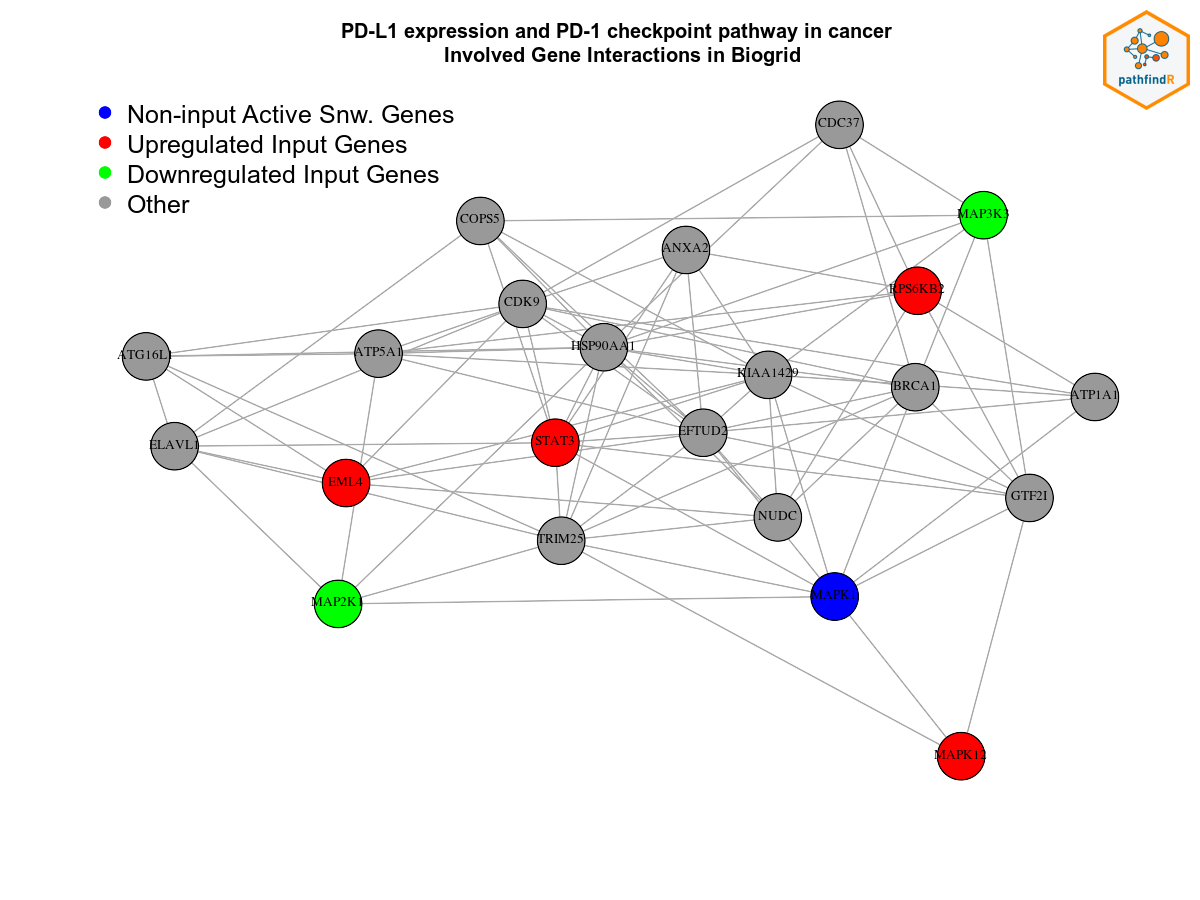 PD-L1 expression and PD-1 checkpoint pathway in cancer
Involved Gene Interactions in Biogrid
pathfindR
Non-input Active Snw. Genes
Upregulated Input Genes
Downregulated Input Genes
Other
CDC37
COPS5
MAP3K3
ANXA2
RPS6KB2
CDK9
HSP90AA1
ATG16L1
ATP5A1
KIAA1429
BRCA1
ATP1A1
ELAVL1
STAT3
EFTUD2
EML4
GTF2I
NUDC
TRIM25
MAP2K1
MAPK1
MAPK12